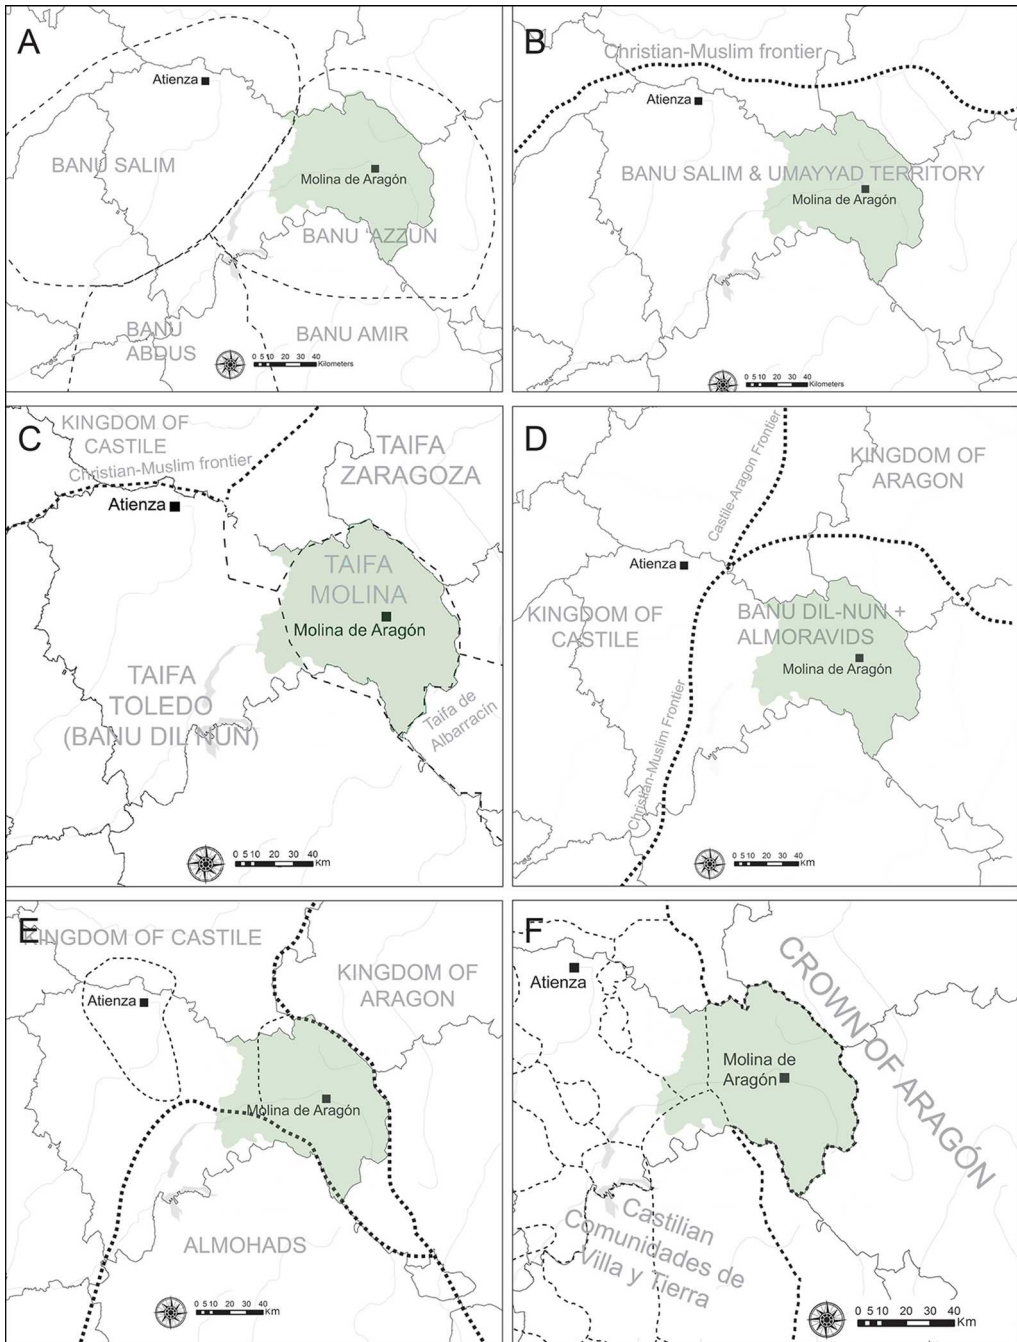 A
Atienza
BANU SALIM
Molina de Aragón
BANU 'AZZUN
BANU
ABDUS
BANU AMIR
0 5 10 20 30 40
Kilometers
B
Christian-Muslim frontier
Atienza
BANU SALIM & UMAYYAD TERRITORY
Molina de Aragón
0 5 10 20 30 40
Kilometers
C
KINGDOM OF
CASTILE
Christian-Muslim frontier
TAIFA
ZARAGOZA
Atienza
TAIFA
MOLINA
Molina de Aragón
TAIFA
TOLEDO
(BANU DIL NUN)
Taifa de
Albarracín
0 5 10 20 30 40
Km
D
Castile-Aragon Frontier
KINGDOM OF
ARAGON
Atienza
KINGDOM OF
CASTILE
BANU DIL-NUN +
ALMORAVIDS
Molina de Aragón
Christian-Muslim Frontier
0 5 10 20 30 40
Km
E
KINGDOM OF CASTILE
KINGDOM OF
ARAGON
Atienza
Molina de Aragón
ALMOHADS
0 5 10 20 30 40
Km
F
Atienza
CROWN OF ARAGÓN
Molina de
Aragón
Castilian
Comunidades de
Villa y Tierra
0 5 10 20 30 40
Km